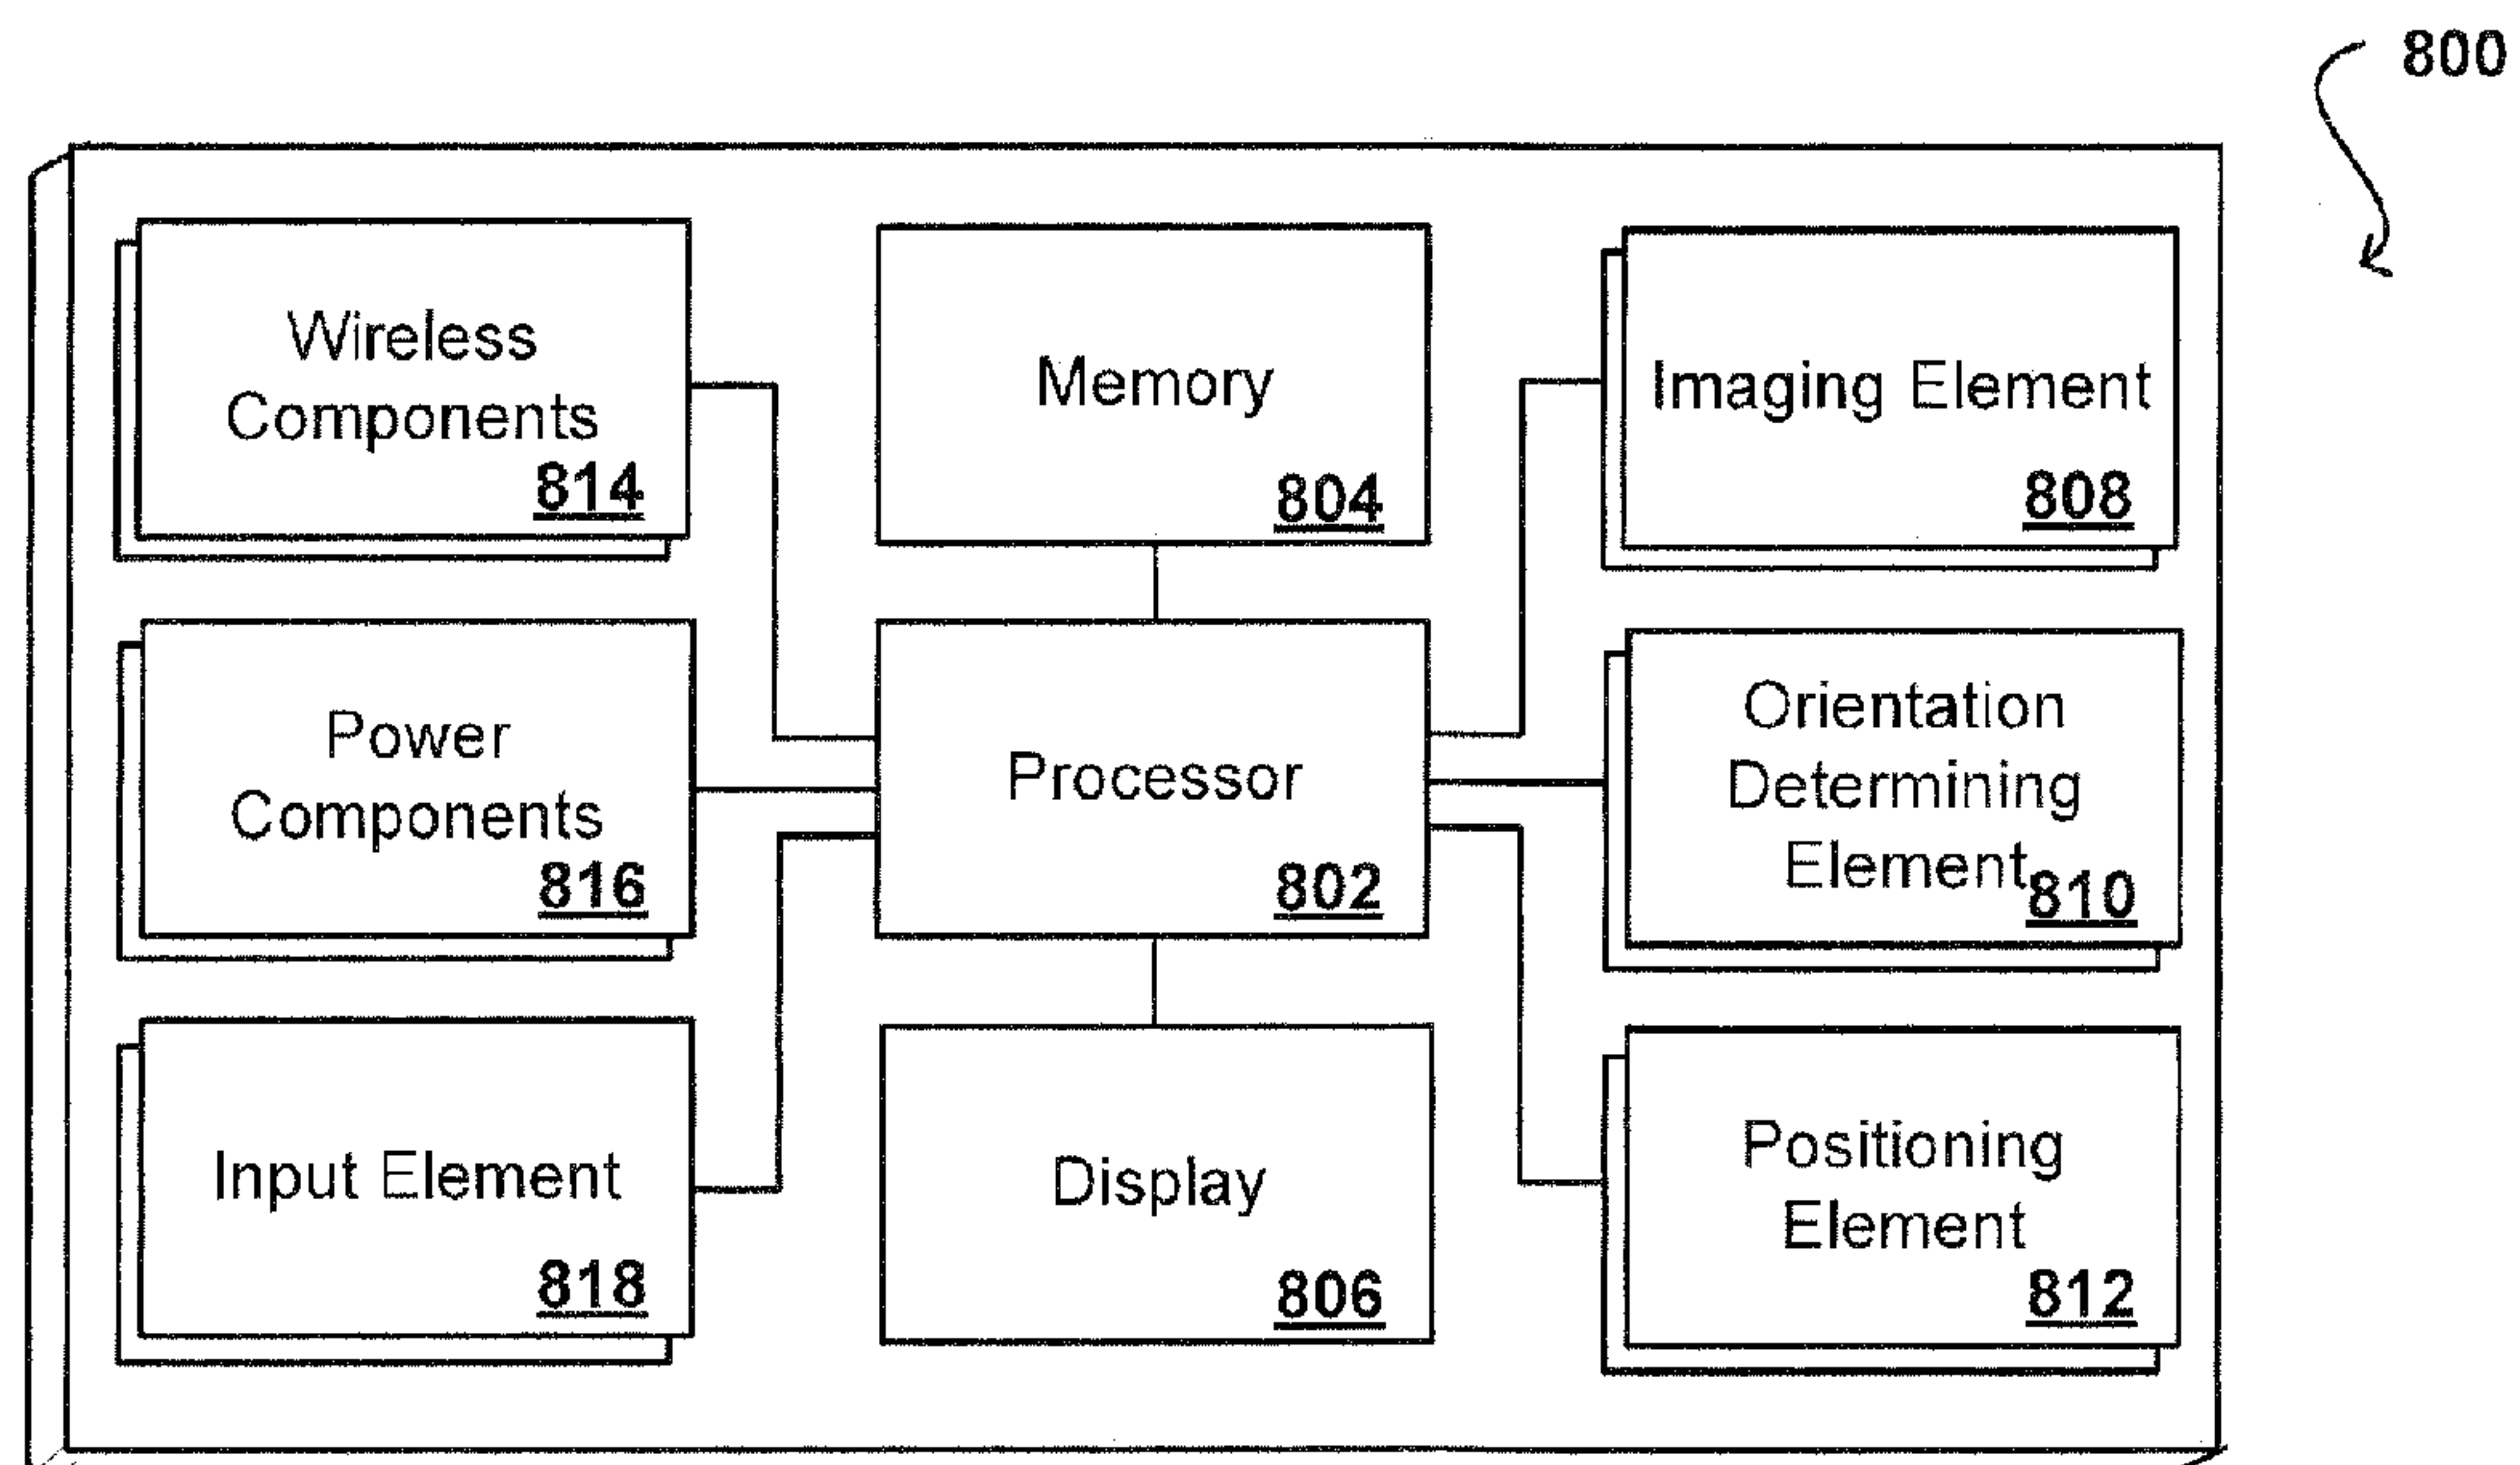 800
Wireless
Components
814
Memory
804
Imaging Element
808
Power
Components
816
Processor
802
Orientation
Determining
Element
810
Input Element
818
Display
806
Positioning
Element
812